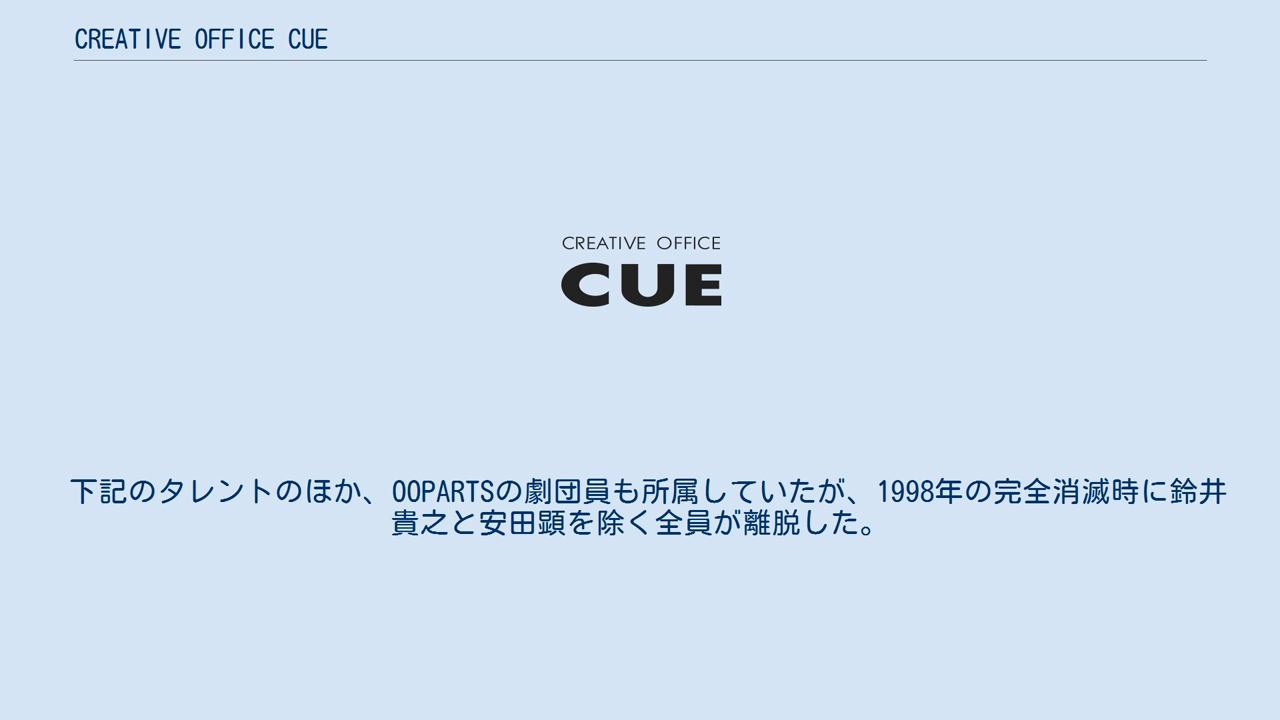 CREATIVE OFFICE CUE
CREATIVE OFFICE
CUE
下記のタレントのほか、OOPARTSの劇団員も所属していたが、1998年の完全消滅時に鈴井
貴之と安田顕を除く全員が離脱した。